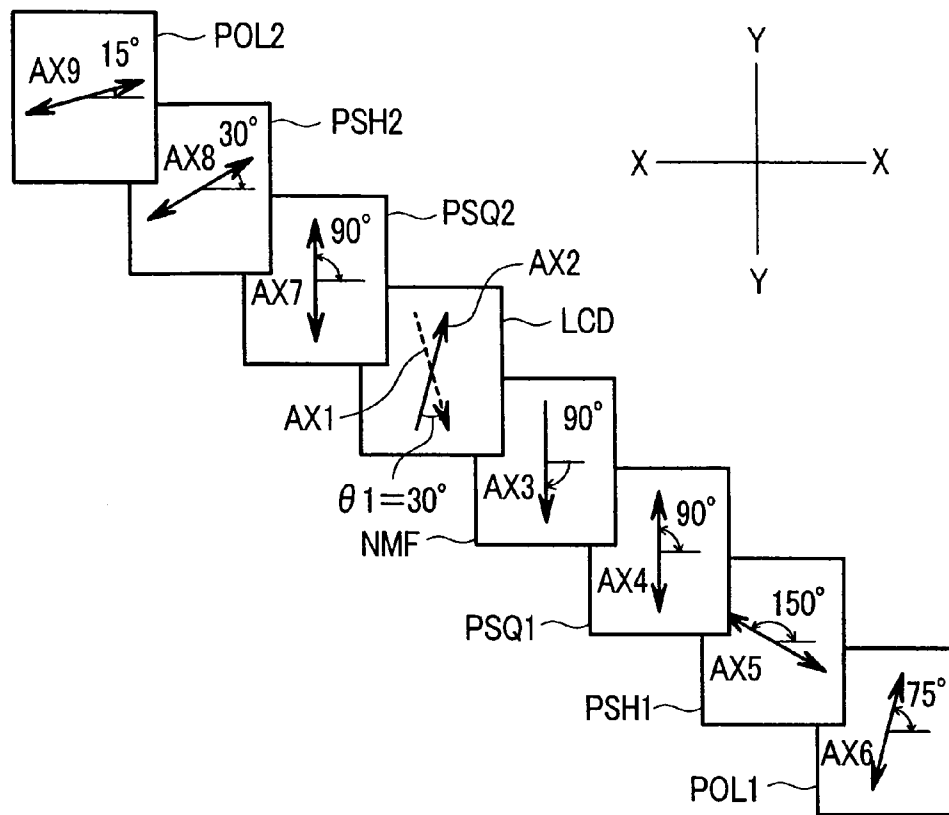 POL2
15°
AX9
PSH2
30°
AX8
PSQ2
90°
AX7
Y
X X
Y
AX2
LCD
AX1
θ1=30°
90°
AX3
NMF
90°
AX4
PSQ1
150°
AX5
PSH1
75°
AX6
POL1